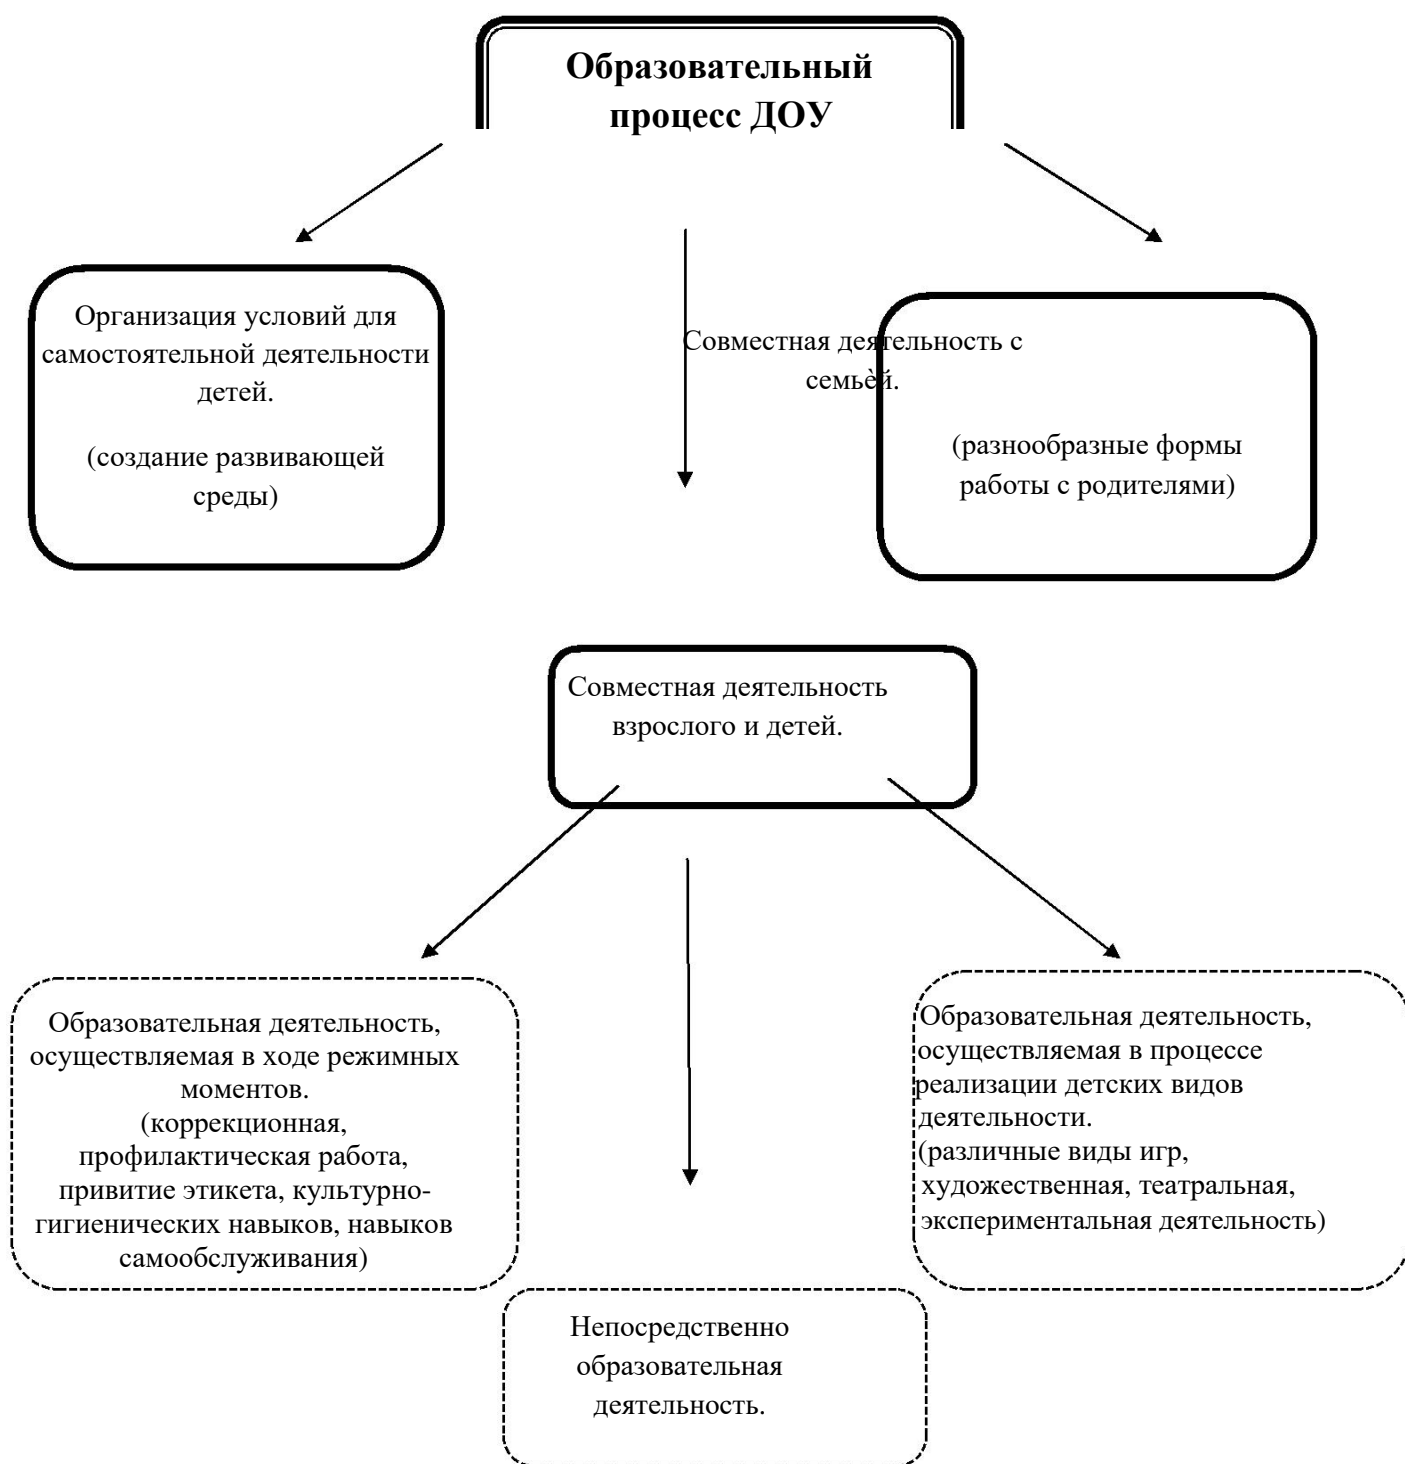 Образовательный
процесс ДОУ
Организация условий для
самостоятельной деятельности
детей.
(создание развивающей
среды)
Совместная деятельность с
семьѐй.
(разнообразные формы
работы с родителями)
Совместная деятельность
взрослого и детей.
Образовательная деятельность,
осуществляемая в ходе режимных
моментов.
(коррекционная,
профилактическая работа,
привитие этикета, культурно-
гигиенических навыков, навыков
самообслуживания)
Непосредственно
образовательная
деятельность.
Образовательная деятельность,
осуществляемая в процессе
реализации детских видов
деятельности.
(различные виды игр,
художественная, театральная,
экспериментальная деятельность)